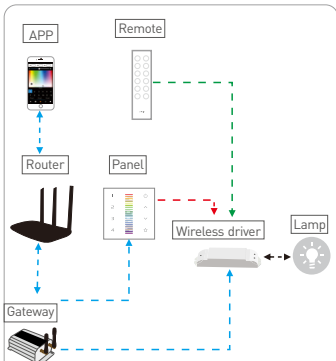 APP
Remote
Router
Panel
Wireless driver
Lamp
Gateway